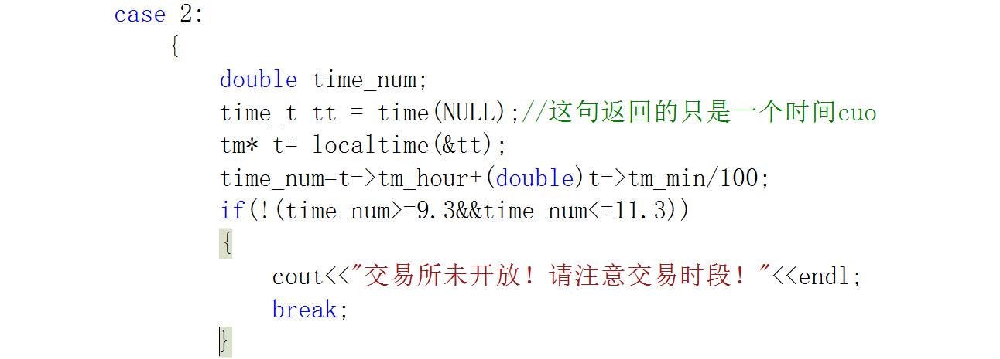 case 2:
{
double time_num;
time_t tt = time(NULL);//这句返回的只是一个时间cuo
tm* t= localtime(&tt);
time_num=t->tm_hour+(double)t->tm_min/100;
if(!(time_num>=9.3&&time_num<=11.3))
{
cout<<"交易所未开放！请注意交易时段！"<<endl;
break;
}